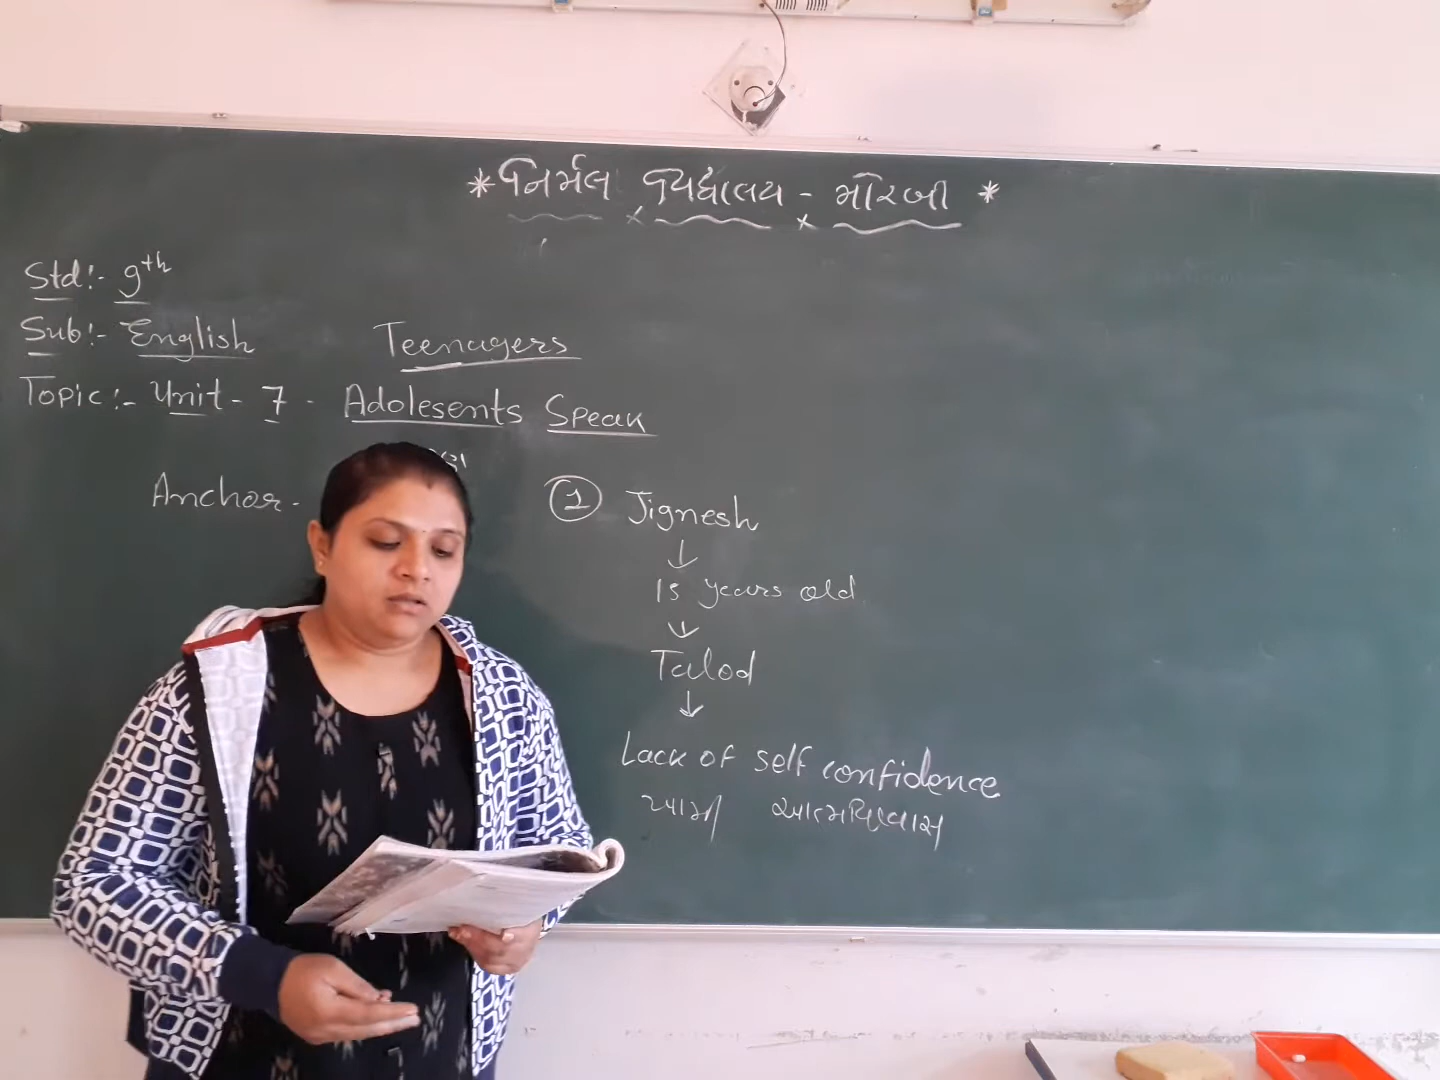 * નિર્મલ વિદ્યાલય - મોરબી *
Std:- 9th
Sub:- English
Teenagers
Topic:- Unit - 7 - Adolesents Speak
Anchor.
1 Jignesh
15 years old
Talod
Lack of self confidence
આત્મવિશ્વાસ